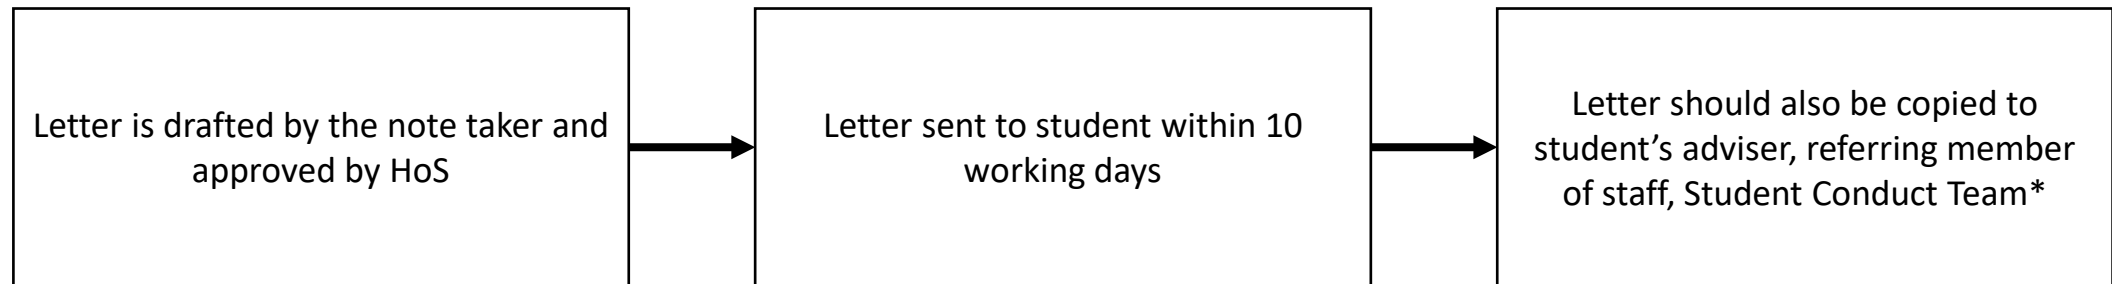 Letter is drafted by the note taker and
approved by HoS
Letter sent to student within 10
working days
Letter should also be copied to
student’s adviser, referring member
of staff, Student Conduct Team*